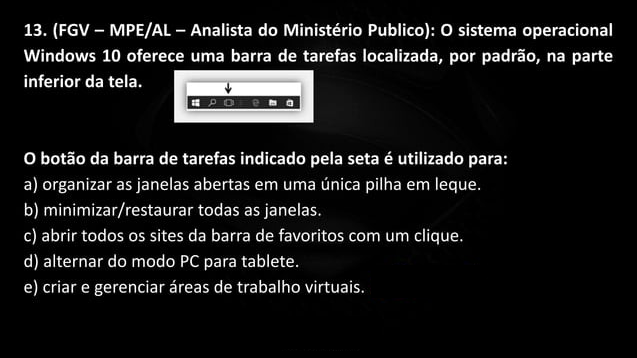 13. (FGV – MPE/AL – Analista do Ministério Publico): O sistema operacional
Windows 10 oferece uma barra de tarefas localizada, por padrão, na parte
inferior da tela.
O botão da barra de tarefas indicado pela seta é utilizado para:
a) organizar as janelas abertas em uma única pilha em leque.
b) minimizar/restaurar todas as janelas.
c) abrir todos os sites da barra de favoritos com um clique.
d) alternar do modo PC para tablete.
e) criar e gerenciar áreas de trabalho virtuais.